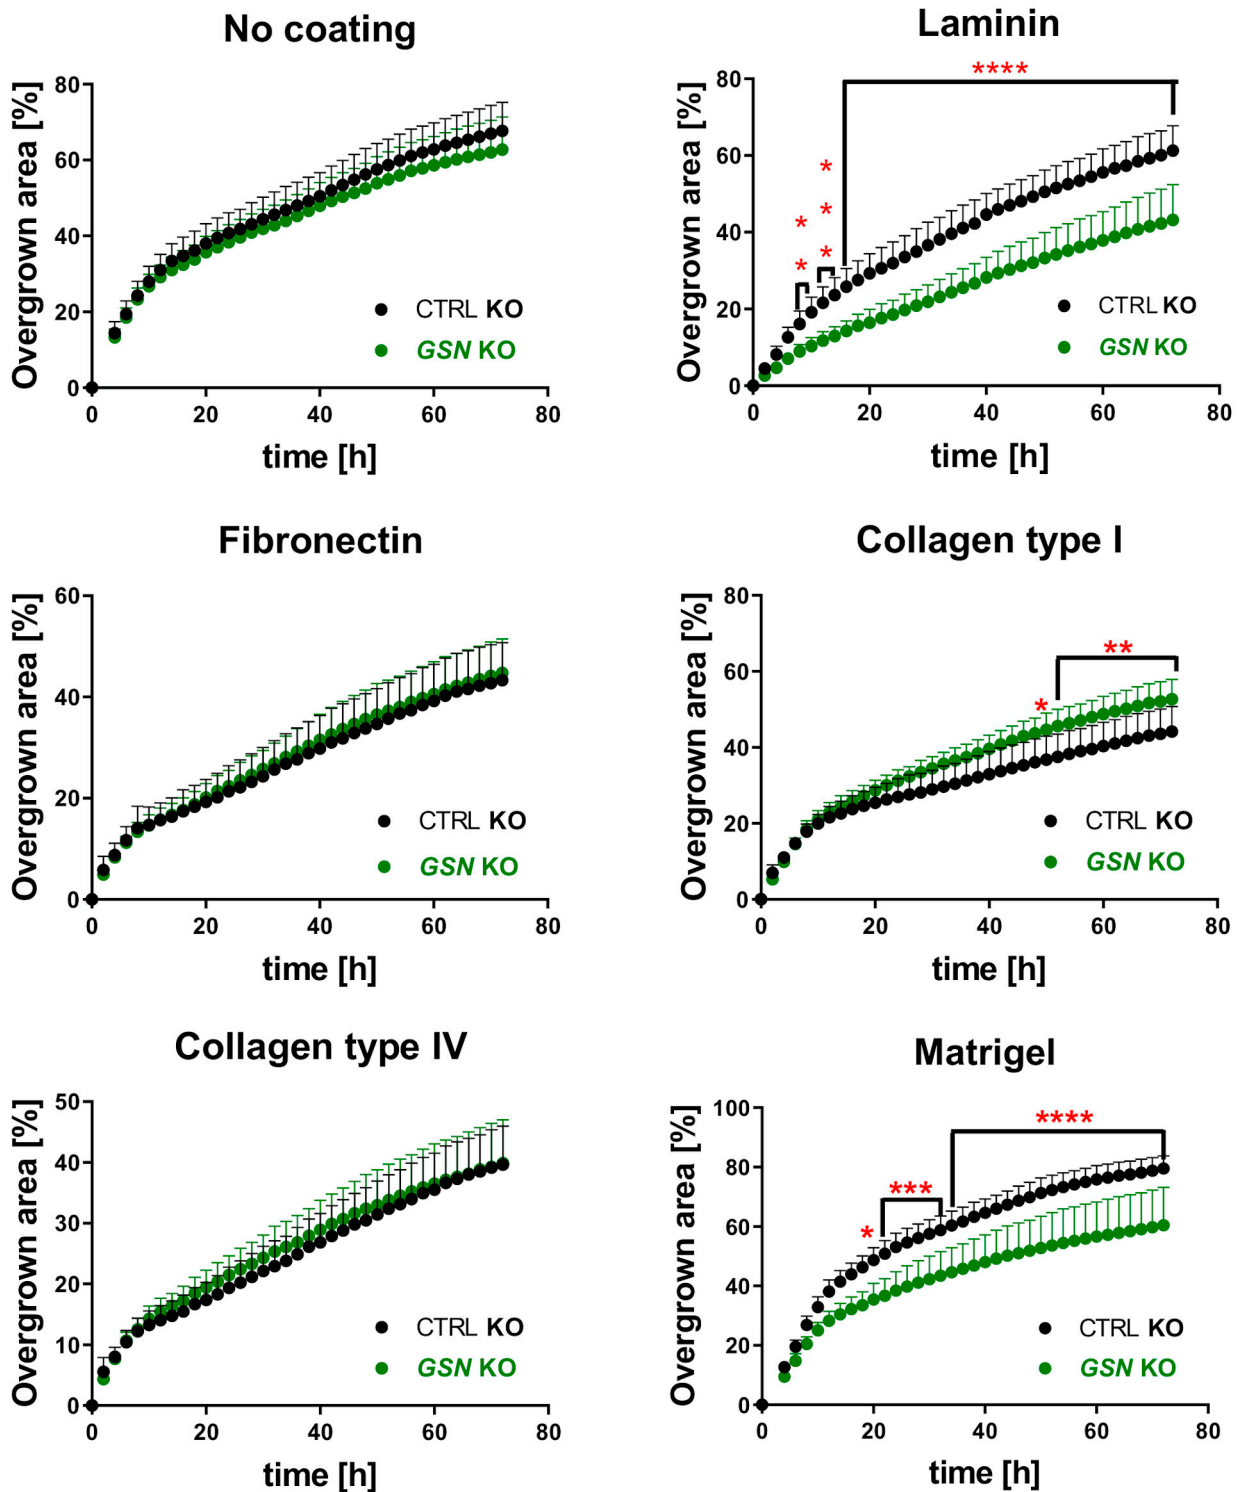 No coating
Overgrown area [%]
80
60
40
20
0
0 20 40 60 80
time [h]
CTRL KO
GSN KO
Laminin
Overgrown area [%]
80
60
40
20
0
0 20 40 60 80
time [h]
****
***
**
CTRL KO
GSN KO
Fibronectin
Overgrown area [%]
60
40
20
0
0 20 40 60 80
time [h]
CTRL KO
GSN KO
Collagen type I
Overgrown area [%]
80
60
40
20
0
0 20 40 60 80
time [h]
**
*
CTRL KO
GSN KO
Collagen type IV
Overgrown area [%]
50
40
30
20
10
0
0 20 40 60 80
time [h]
CTRL KO
GSN KO
Matrigel
Overgrown area [%]
100
80
60
40
20
0
0 20 40 60 80
time [h]
****
***
*
CTRL KO
GSN KO